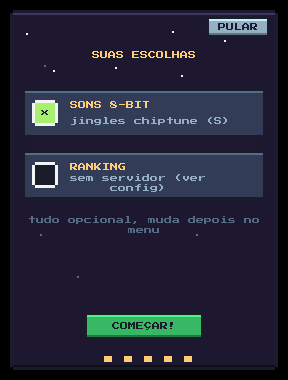 PULAR
SUAS ESCOLHAS
x
SONS 8-BIT
jingles chiptune (S)
RANKING
sem servidor (ver
config)
tudo opcional, muda depois no
menu
COMEÇAR!